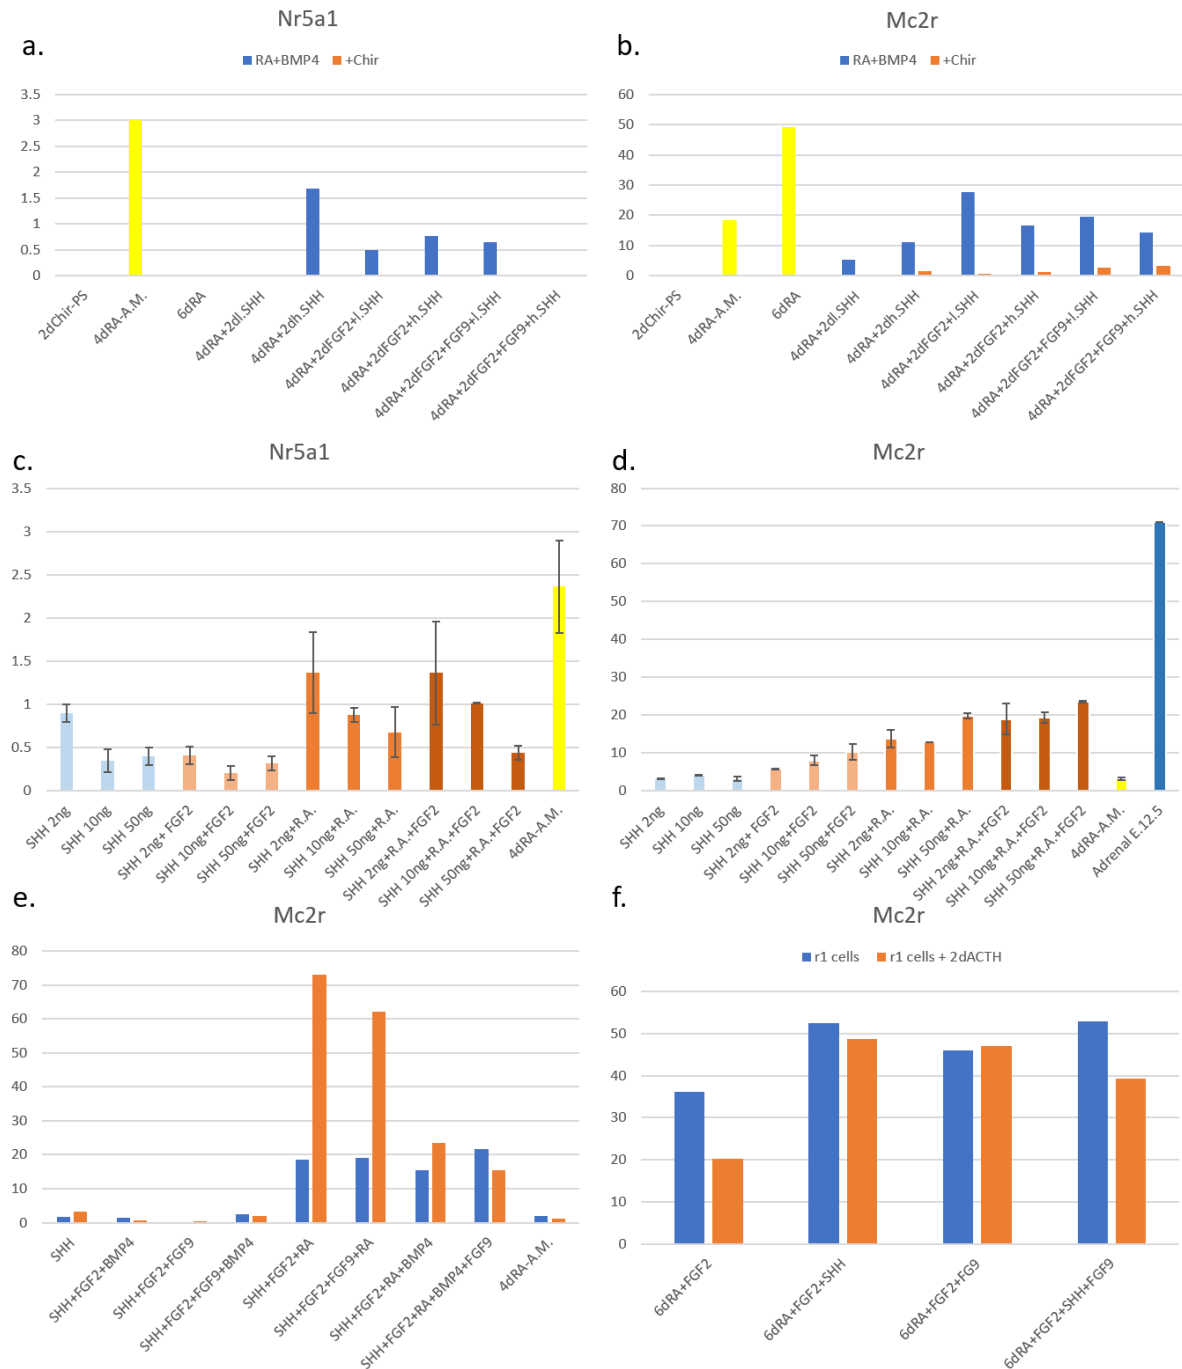 Nr5a1
a.
RA+BMP4 +Chir
3.5
3
2.5
2
1.5
1
0.5
0
2dChir-PS
4dRA-A.M.
6dRA
4dRA+2dl.SHH
4dRA+2dh.SHH
4dRA+2dFGF2+l.SHH
4dRA+2dFGF2+h.SHH
4dRA+2dFGF2+FGF9+l.SHH
4dRA+2dFGF2+FGF9+h.SHH
Mc2r
b.
RA+BMP4 +Chir
60
50
40
30
20
10
0
2dChir-PS
4dRA-A.M.
6dRA
4dRA+2dl.SHH
4dRA+2dh.SHH
4dRA+2dFGF2+l.SHH
4dRA+2dFGF2+h.SHH
4dRA+2dFGF2+FGF9+l.SHH
4dRA+2dFGF2+FGF9+h.SHH
Nr5a1
c.
3.5
3
2.5
2
1.5
1
0.5
0
SHH 2ng
SHH 10ng
SHH 50ng
SHH 2ng+ FGF2
SHH 10ng+FGF2
SHH 50ng+FGF2
SHH 2ng+R.A.
SHH 10ng+R.A.
SHH 50ng+R.A.
SHH 2ng+R.A.+FGF2
SHH 10ng+R.A.+FGF2
SHH 50ng+R.A.+FGF2
4dRA-A.M.
Mc2r
d.
80
70
60
50
40
30
20
10
0
SHH 2ng
SHH 10ng
SHH 50ng
SHH 2ng+ FGF2
SHH 10ng+FGF2
SHH 50ng+FGF2
SHH 2ng+R.A.
SHH 10ng+R.A.
SHH 50ng+R.A.
SHH 2ng+R.A.+FGF2
SHH 10ng+R.A.+FGF2
SHH 50ng+R.A.+FGF2
4dRA-A.M.
Adrenal E.12.5
e.
Mc2r
80
70
60
50
40
30
20
10
0
SHH
SHH+FGF2+BMP4
SHH+FGF2+FGF9
SHH+FGF2+FGF9+BMP4
SHH+FGF2+RA
SHH+FGF2+FGF9+RA
SHH+FGF2+RA+BMP4
SHH+FGF2+RA+BMP4+FGF9
4dRA-A.M.
f.
Mc2r
r1 cells r1 cells + 2dACTH
60
50
40
30
20
10
0
6dRA+FGF2
6dRA+FGF2+SHH
6dRA+FGF2+FG9
6dRA+FGF2+SHH+FGF9